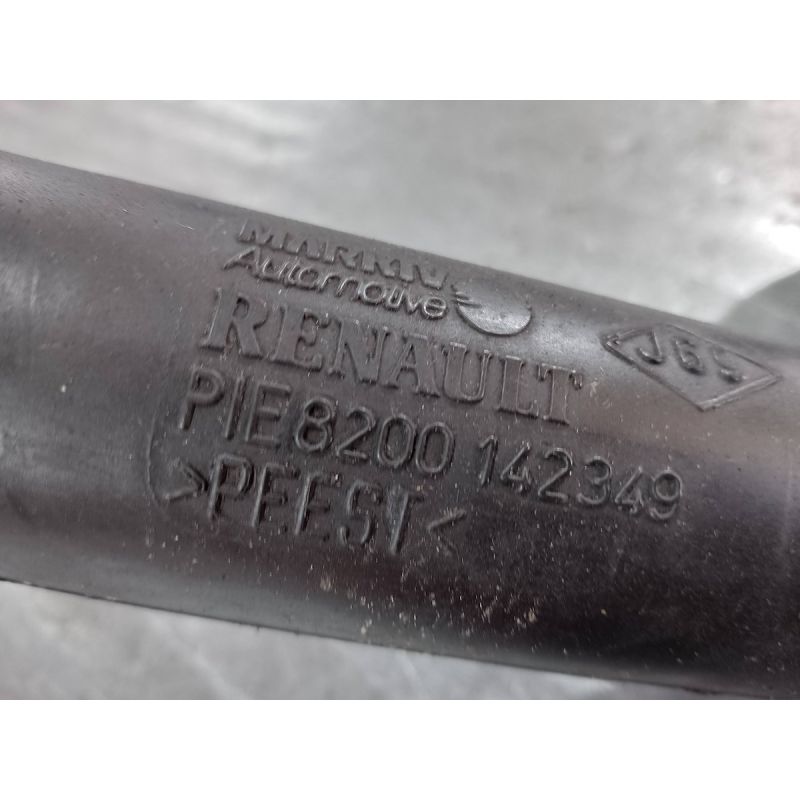 MARKIV
Automotive
RENAULT
PIE 8200 142349
>PEEST<
J6S